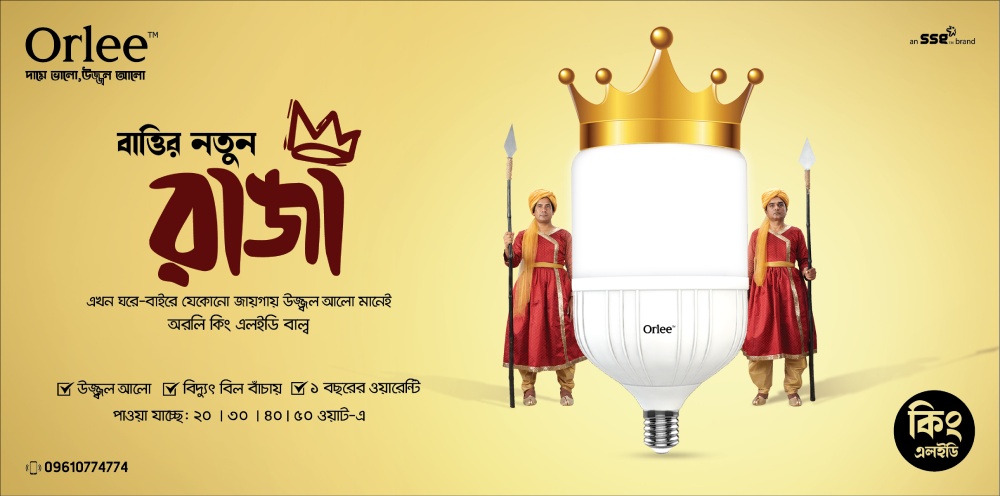 Orlee™
দামে ভালো, উজ্জ্বল আলো
an sse brand
বাত্তির নতুন
রাজা
এখন ঘরে-বাইরে যেকোনো জায়গায় উজ্জ্বল আলো মানেই
অরলি কিং এলইডি বাল্ব
উজ্জ্বল আলো বিদ্যুৎ বিল বাঁচায় ১ বছরের ওয়ারেন্টি
পাওয়া যাচ্ছে: ২০ । ৩০ । ৪০। ৫০ ওয়াট-এ
09610774774
Orlee™
কিং
এলইডি